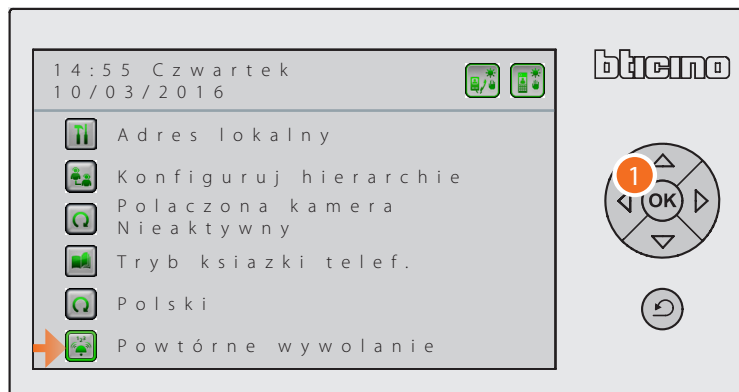 14:55 Czwartek
10/03/2016
bticino
Adres lokalny
Konfiguruj hierarchie
Polaczona kamera
Nieaktywny
Tryb ksiazki telef.
Polski
Powtórne wywolanie
1
OK